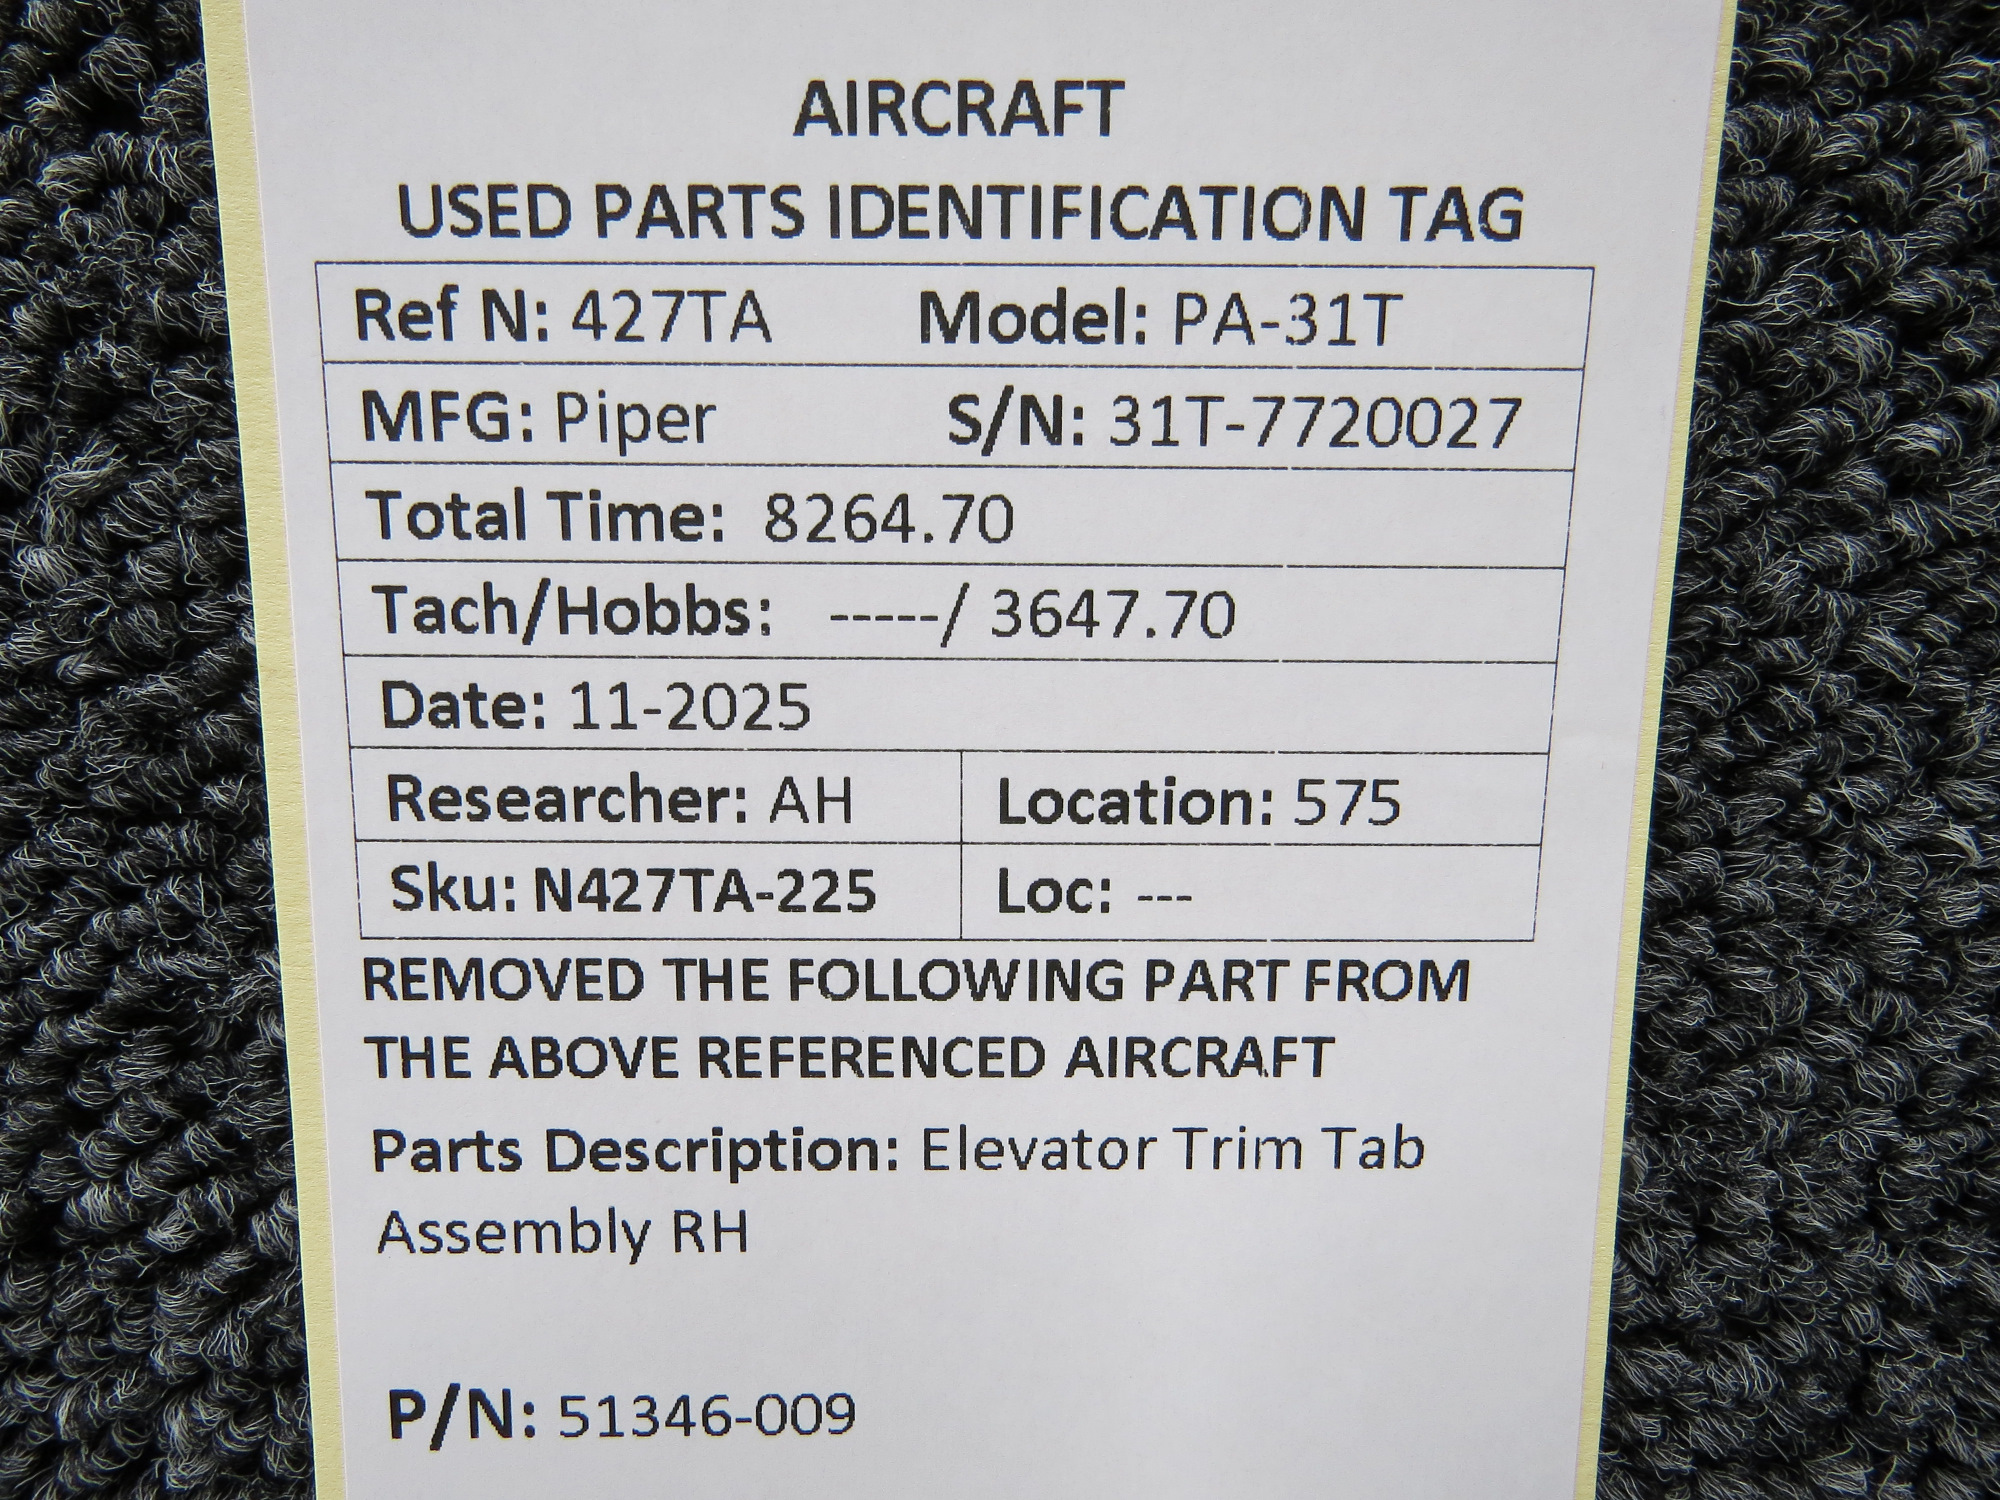 AIRCRAFT
USED PARTS IDENTIFICATION TAG
Ref N: 427TA Model: PA-31T
MFG: Piper S/N: 31T-7720027
Total Time: 8264.70
Tach/Hobbs: -----/ 3647.70
Date: 11-2025
Researcher: AH Location: 575
Sku: N427TA-225 Loc: ---
REMOVED THE FOLLOWING PART FROM
THE ABOVE REFERENCED AIRCRAFT
Parts Description: Elevator Trim Tab
Assembly RH
P/N: 51346-009